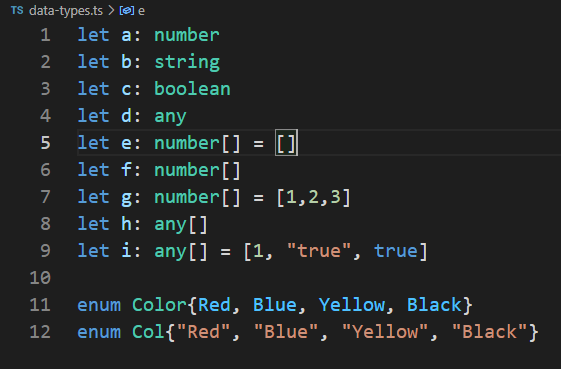 TS data-types.ts > e
1 let a: number
2 let b: string
3 let c: boolean
4 let d: any
5 let e: number[] = []
6 let f: number[]
7 let g: number[] = [1,2,3]
8 let h: any[]
9 let i: any[] = [1, "true", true]
10
11 enum Color{Red, Blue, Yellow, Black}
12 enum Col{"Red", "Blue", "Yellow", "Black"}